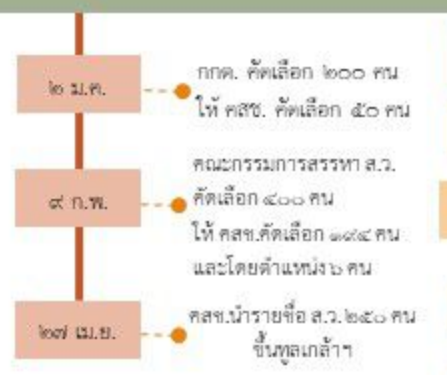 ๒ ม.ค.
กกต. คัดเลือก ๒๐๐ คน
ให้ คสช. คัดเลือก ๕๐ คน
๙ ก.พ.
คณะกรรมการสรรหา ส.ว.
คัดเลือก ๔๐๐ คน
ให้ คสช.คัดเลือก ๑๙๔ คน
และโดยตำแหน่ง ๖ คน
๒๗ เม.ย.
คสช.นำรายชื่อ ส.ว. ๒๕๐ คน
ขึ้นทูลเกล้าฯ